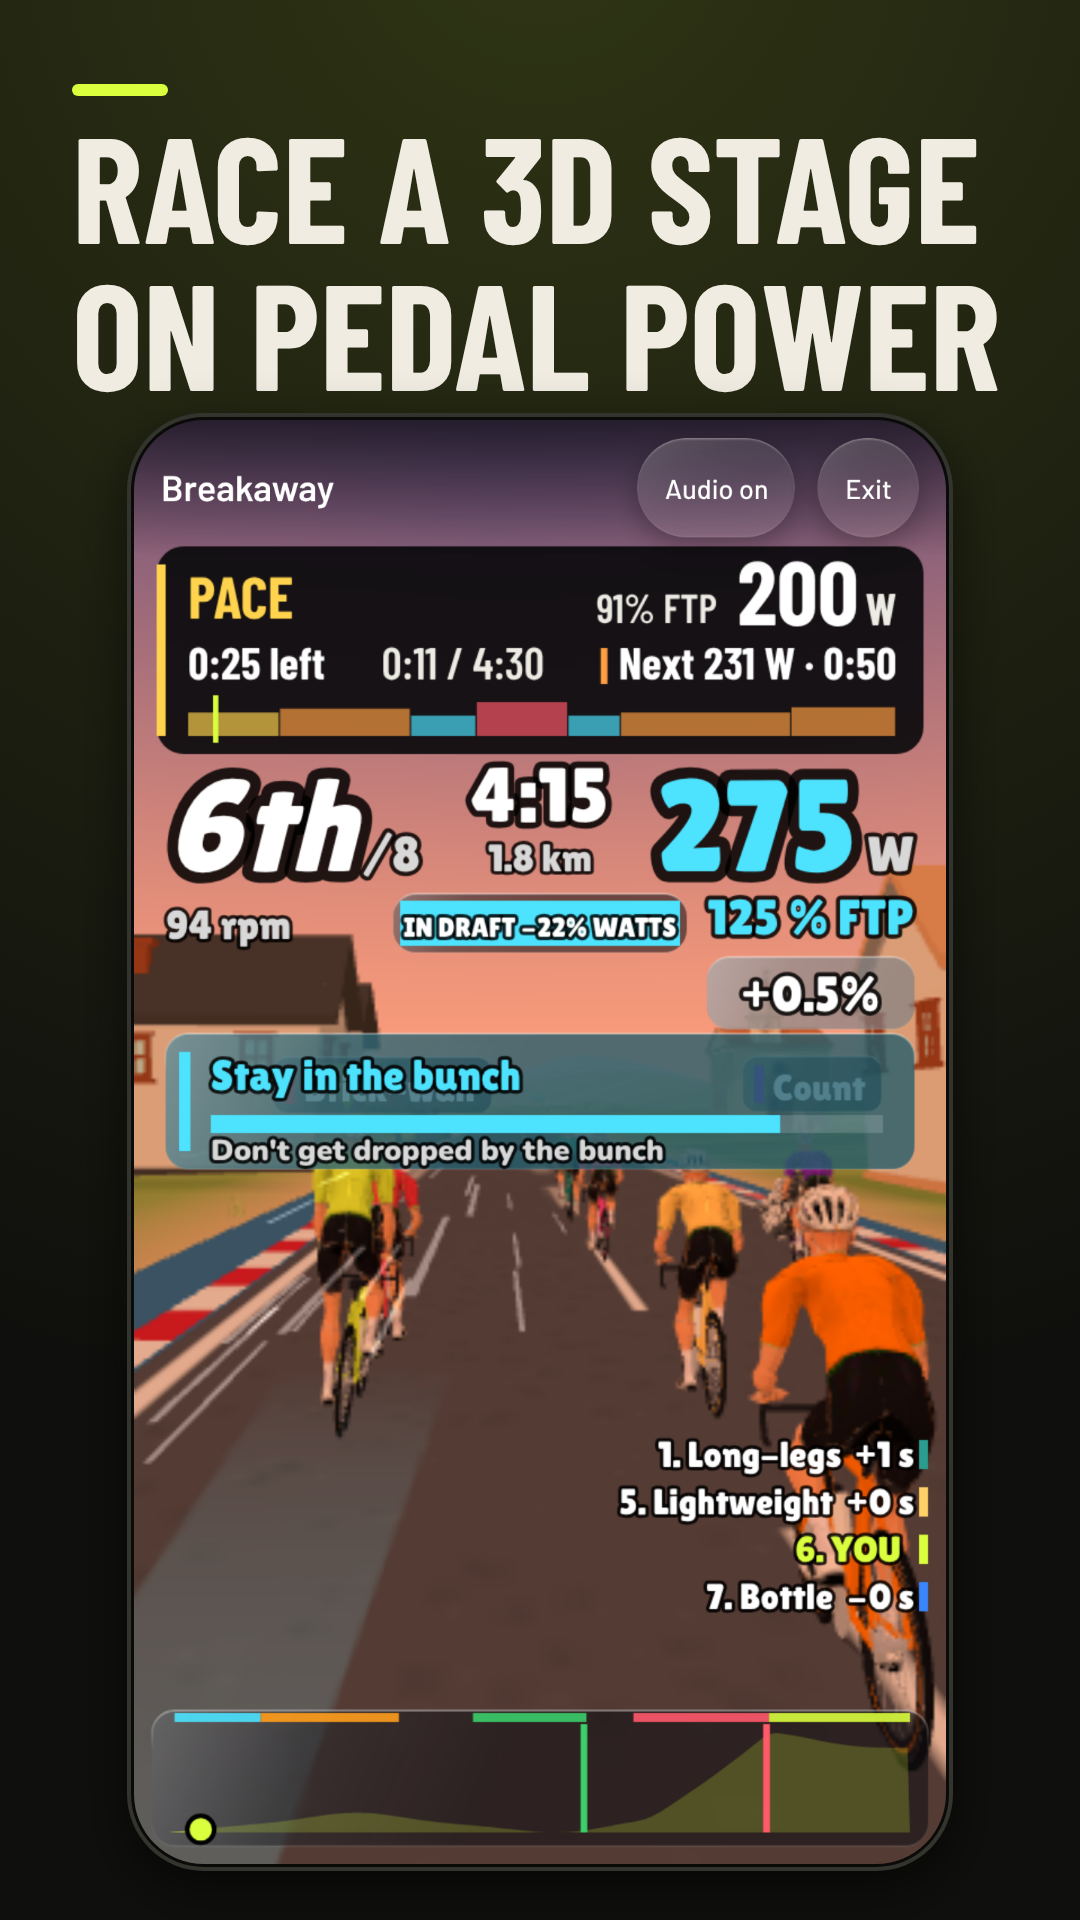 RACE A 3D STAGE
ON PEDAL POWER
Breakaway
Audio on
Exit
PACE
91% FTP 200 W
0:25 left
0:11 / 4:30
Next 231 W · 0:50
6th/8
4:15
1.8 km
275 W
94 rpm
IN DRAFT -22% WATTS
125 % FTP
+0.5%
Stay in the bunch
Brick-Wall
Count
Don't get dropped by the bunch
1. Long-legs +1 s
5. Lightweight +0 s
6. YOU
7. Bottle -0 s